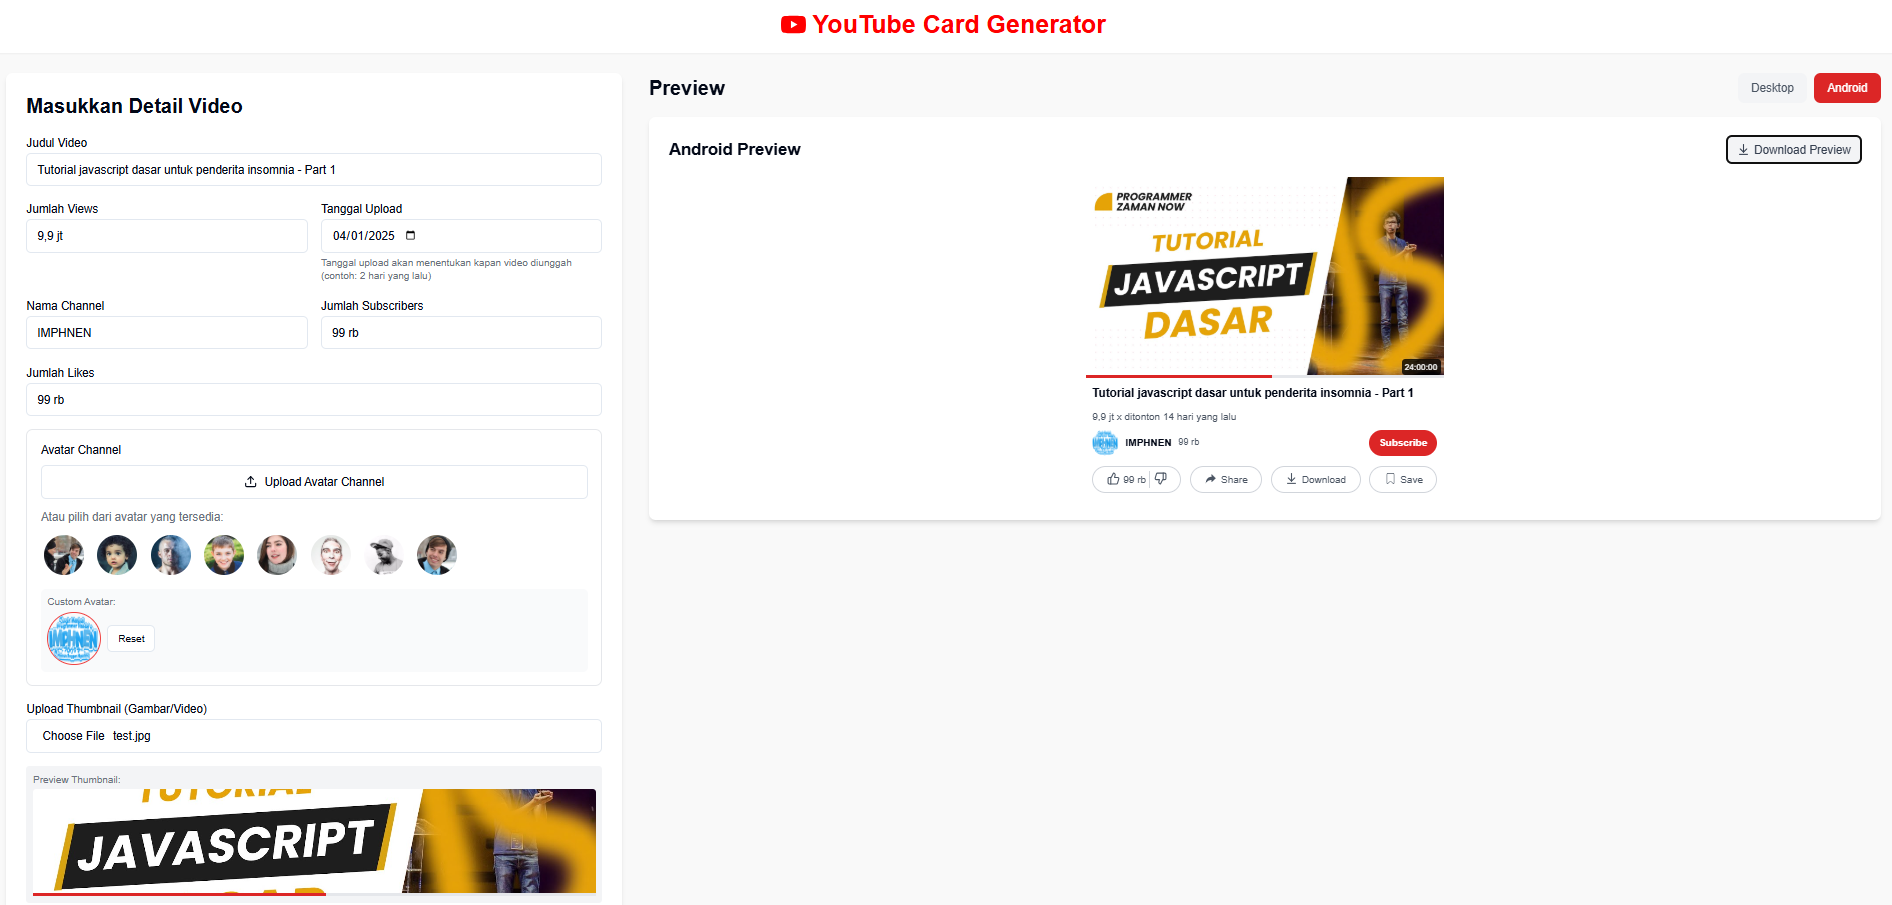 YouTube Card Generator
Masukkan Detail Video
Judul Video
Tutorial javascript dasar untuk penderita insomnia - Part 1
Jumlah Views
Tanggal Upload
9,9 jt
04/01/2025
Tanggal upload akan menentukan kapan video diunggah
(contoh: 2 hari yang lalu)
Nama Channel
Jumlah Subscribers
IMPHNEN
99 rb
Jumlah Likes
99 rb
Avatar Channel
Upload Avatar Channel
Atau pilih dari avatar yang tersedia:
Custom Avatar:
IMPHNEN
Reset
Upload Thumbnail (Gambar/Video)
Choose File test.jpg
Preview Thumbnail:
TUTORIAL
JAVASCRIPT
DASAR
Preview
Desktop
Android
Android Preview
Download Preview
PROGRAMMER
ZAMAN NOW
TUTORIAL
JAVASCRIPT
DASAR
24:00:00
Tutorial javascript dasar untuk penderita insomnia - Part 1
9,9 jt x ditonton 14 hari yang lalu
IMPHNEN
IMPHNEN 99 rb
Subscribe
99 rb
Share
Download
Save